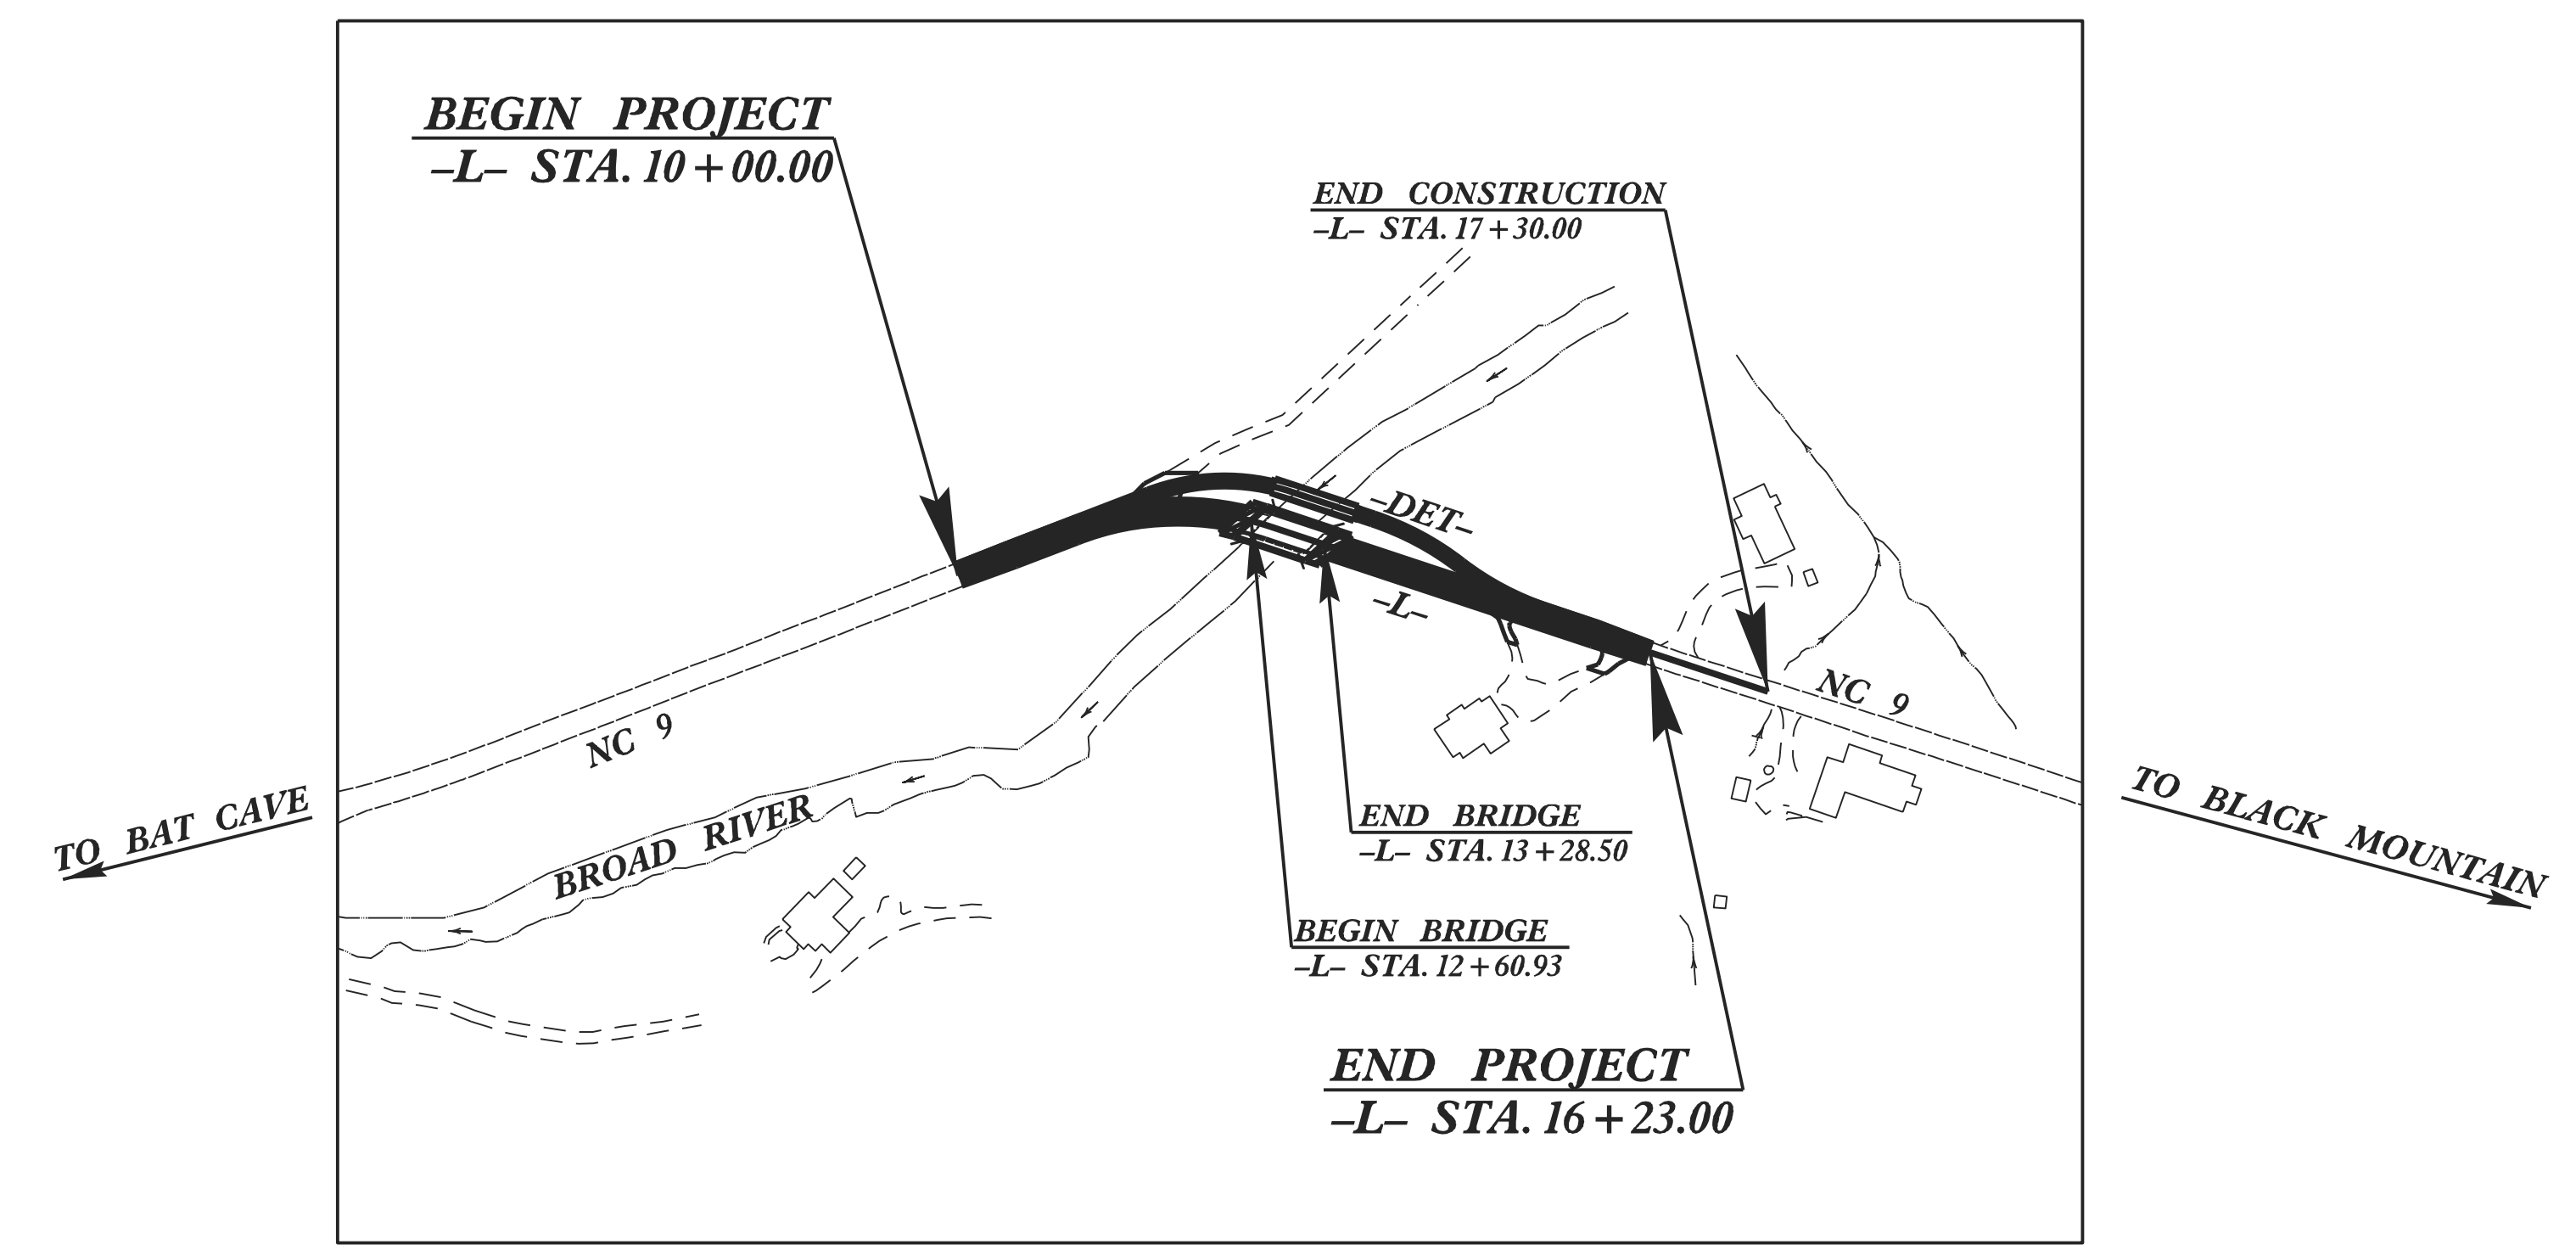 BEGIN PROJECT
–L– STA. 10+00.00
END CONSTRUCTION
–L– STA. 17+30.00
–DET–
–L–
NC 9
NC 9
TO BAT CAVE
BROAD RIVER
TO BLACK MOUNTAIN
END BRIDGE
–L– STA. 13+28.50
BEGIN BRIDGE
–L– STA. 12+60.93
END PROJECT
–L– STA. 16+23.00